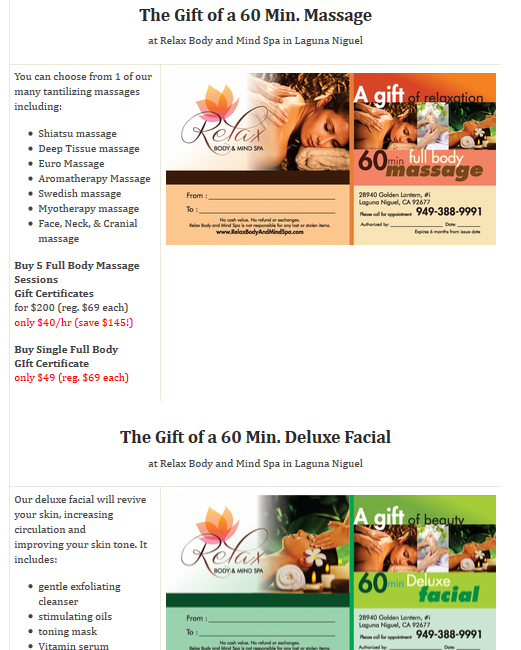 The Gift of a 60 Min. Massage
at Relax Body and Mind Spa in Laguna Niguel
You can choose from 1 of our
many tantilizing massages
including:
Shiatsu massage
Deep Tissue massage
Euro Massage
Aromatherapy Massage
Swedish massage
Myotherapy massage
Face, Neck, & Cranial
massage
Buy 5 Full Body Massage
Sessions
Gift Certificates
for $200 (reg. $69 each)
only $40/hr (save $145!)
Buy Single Full Body
GIft Certificate
only $49 (reg. $69 each)
Relax
BODY & MIND SPA
From :
To :
No cash value. No refund or exchanges.
Relax Body and Mind Spa is not responsible for any lost or stolen items.
www.RelaxBodyAndMindSpa.com
A gift of relaxation
60min full body
massage
28940 Golden Lantern, #i
Laguna Niguel, CA 92677
Please call for appointment 949-388-9991
Authorized by: Date:
Expires 6 months from issue date
The Gift of a 60 Min. Deluxe Facial
at Relax Body and Mind Spa in Laguna Niguel
Our deluxe facial will revive
your skin, increasing
circulation and
improving your skin tone. It
includes:
gentle exfoliating
cleanser
stimulating oils
toning mask
Vitamin serum
Relax
BODY & MIND SPA
From :
To :
No cash value. No refund or exchanges.
Relax Body and Mind Spa is not responsible for any lost or stolen items.
A gift of beauty
60min Deluxe
facial
28940 Golden Lantern, #i
Laguna Niguel, CA 92677
Please call for appointment 949-388-9991
Authorized by: Date: